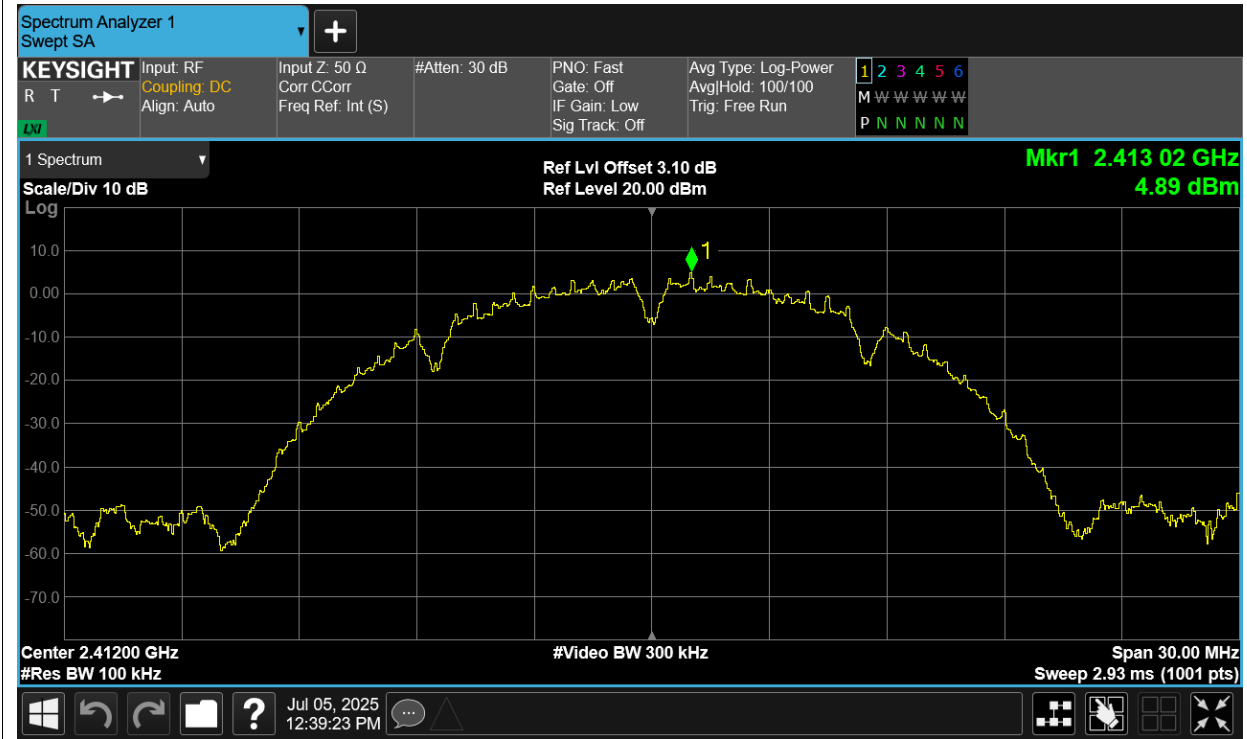 Spectrum Analyzer 1
Swept SA
KEYSIGHT
R T
LXI
Input: RF
Coupling: DC
Align: Auto
Input Z: 50 Ω
Corr CCorr
Freq Ref: Int (S)
#Atten: 30 dB
PNO: Fast
Gate: Off
IF Gain: Low
Sig Track: Off
Avg Type: Log-Power
Avg|Hold: 100/100
Trig: Free Run
1 2 3 4 5 6
M W W W W W
P N N N N N
1 Spectrum
Scale/Div 10 dB
Log
Ref Lvl Offset 3.10 dB
Ref Level 20.00 dBm
Mkr1 2.413 02 GHz
4.89 dBm
1
10.0
0.00
-10.0
-20.0
-30.0
-40.0
-50.0
-60.0
-70.0
Center 2.41200 GHz
#Res BW 100 kHz
#Video BW 300 kHz
Span 30.00 MHz
Sweep 2.93 ms (1001 pts)
?
Jul 05, 2025
12:39:23 PM